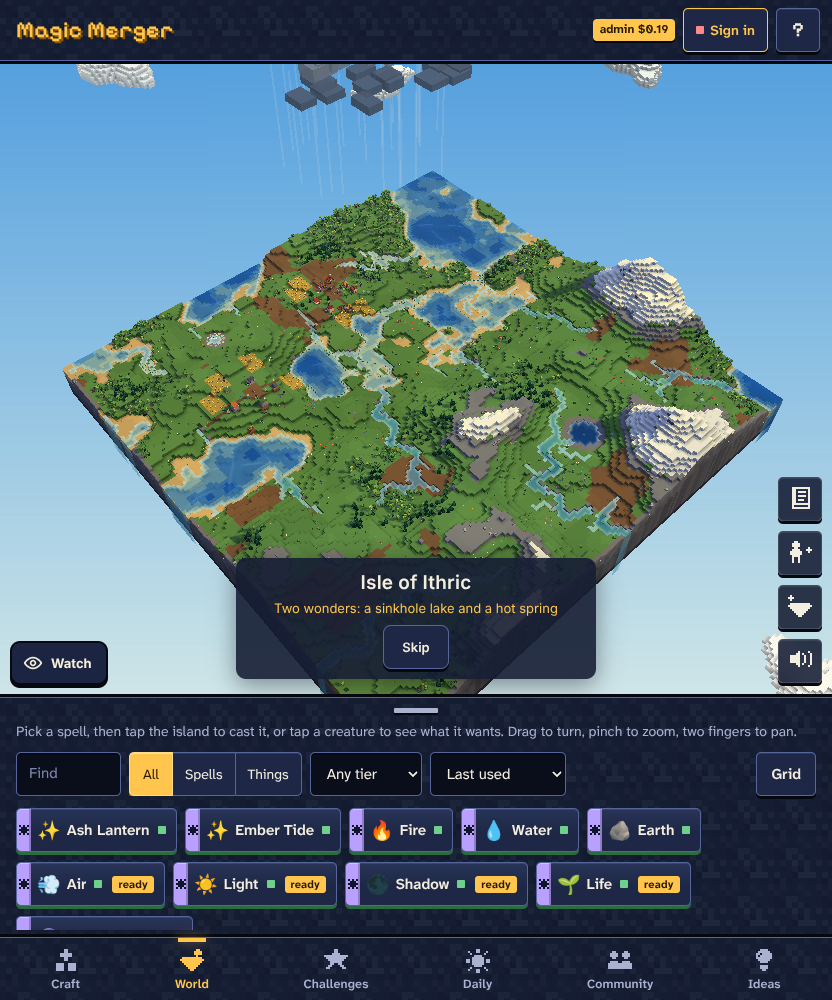 Magic Merger
admin $0.19
Sign in
?
Isle of Ithric
Two wonders: a sinkhole lake and a hot spring
Skip
Watch
Pick a spell, then tap the island to cast it, or tap a creature to see what it wants. Drag to turn, pinch to zoom, two fingers to pan.
Find
All
Spells
Things
Any tier
Last used
Grid
Ash Lantern
Ember Tide
Fire
Water
Earth
Air ready
Light ready
Shadow ready
Life ready
Craft
World
Challenges
Daily
Community
Ideas